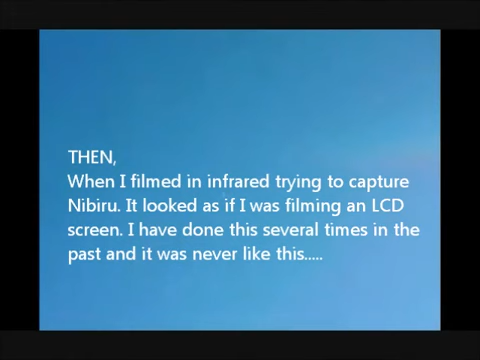 THEN,
When I filmed in infrared trying to capture
Nibiru. It looked as if I was filming an LCD
screen. I have done this several times in the
past and it was never like this.....